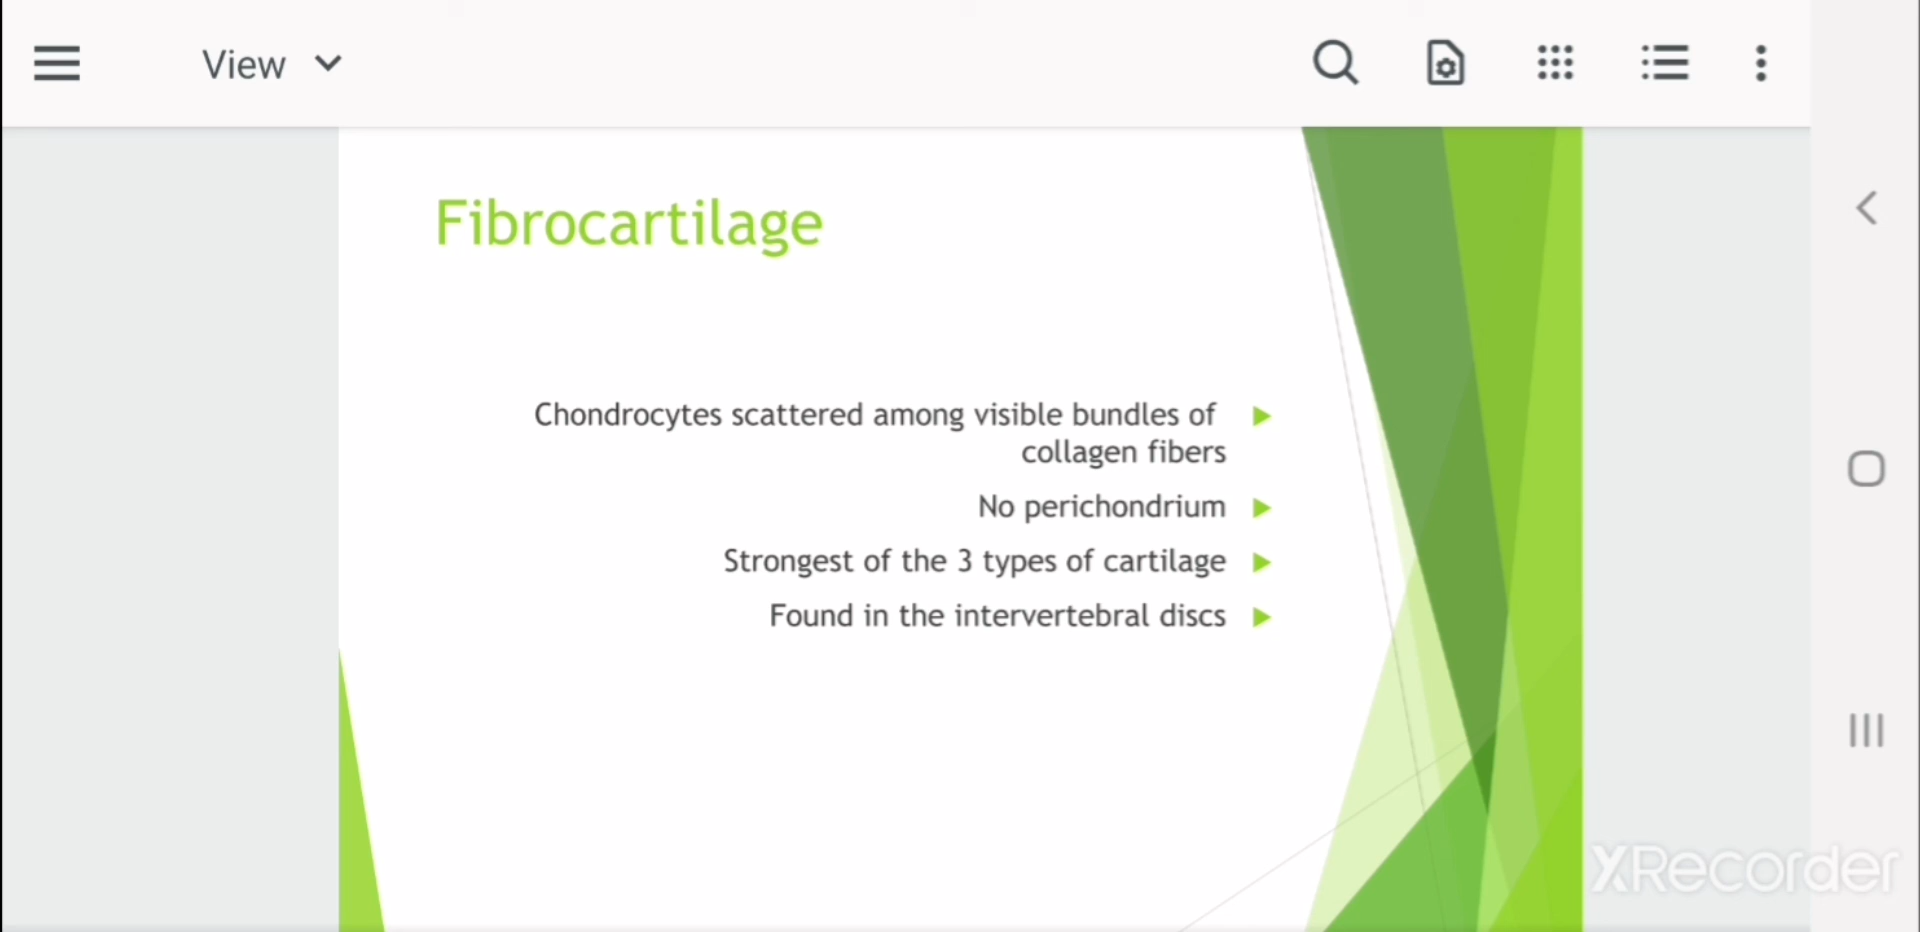 View
Fibrocartilage
Chondrocytes scattered among visible bundles of
collagen fibers
No perichondrium
Strongest of the 3 types of cartilage
Found in the intervertebral discs
XRecorder